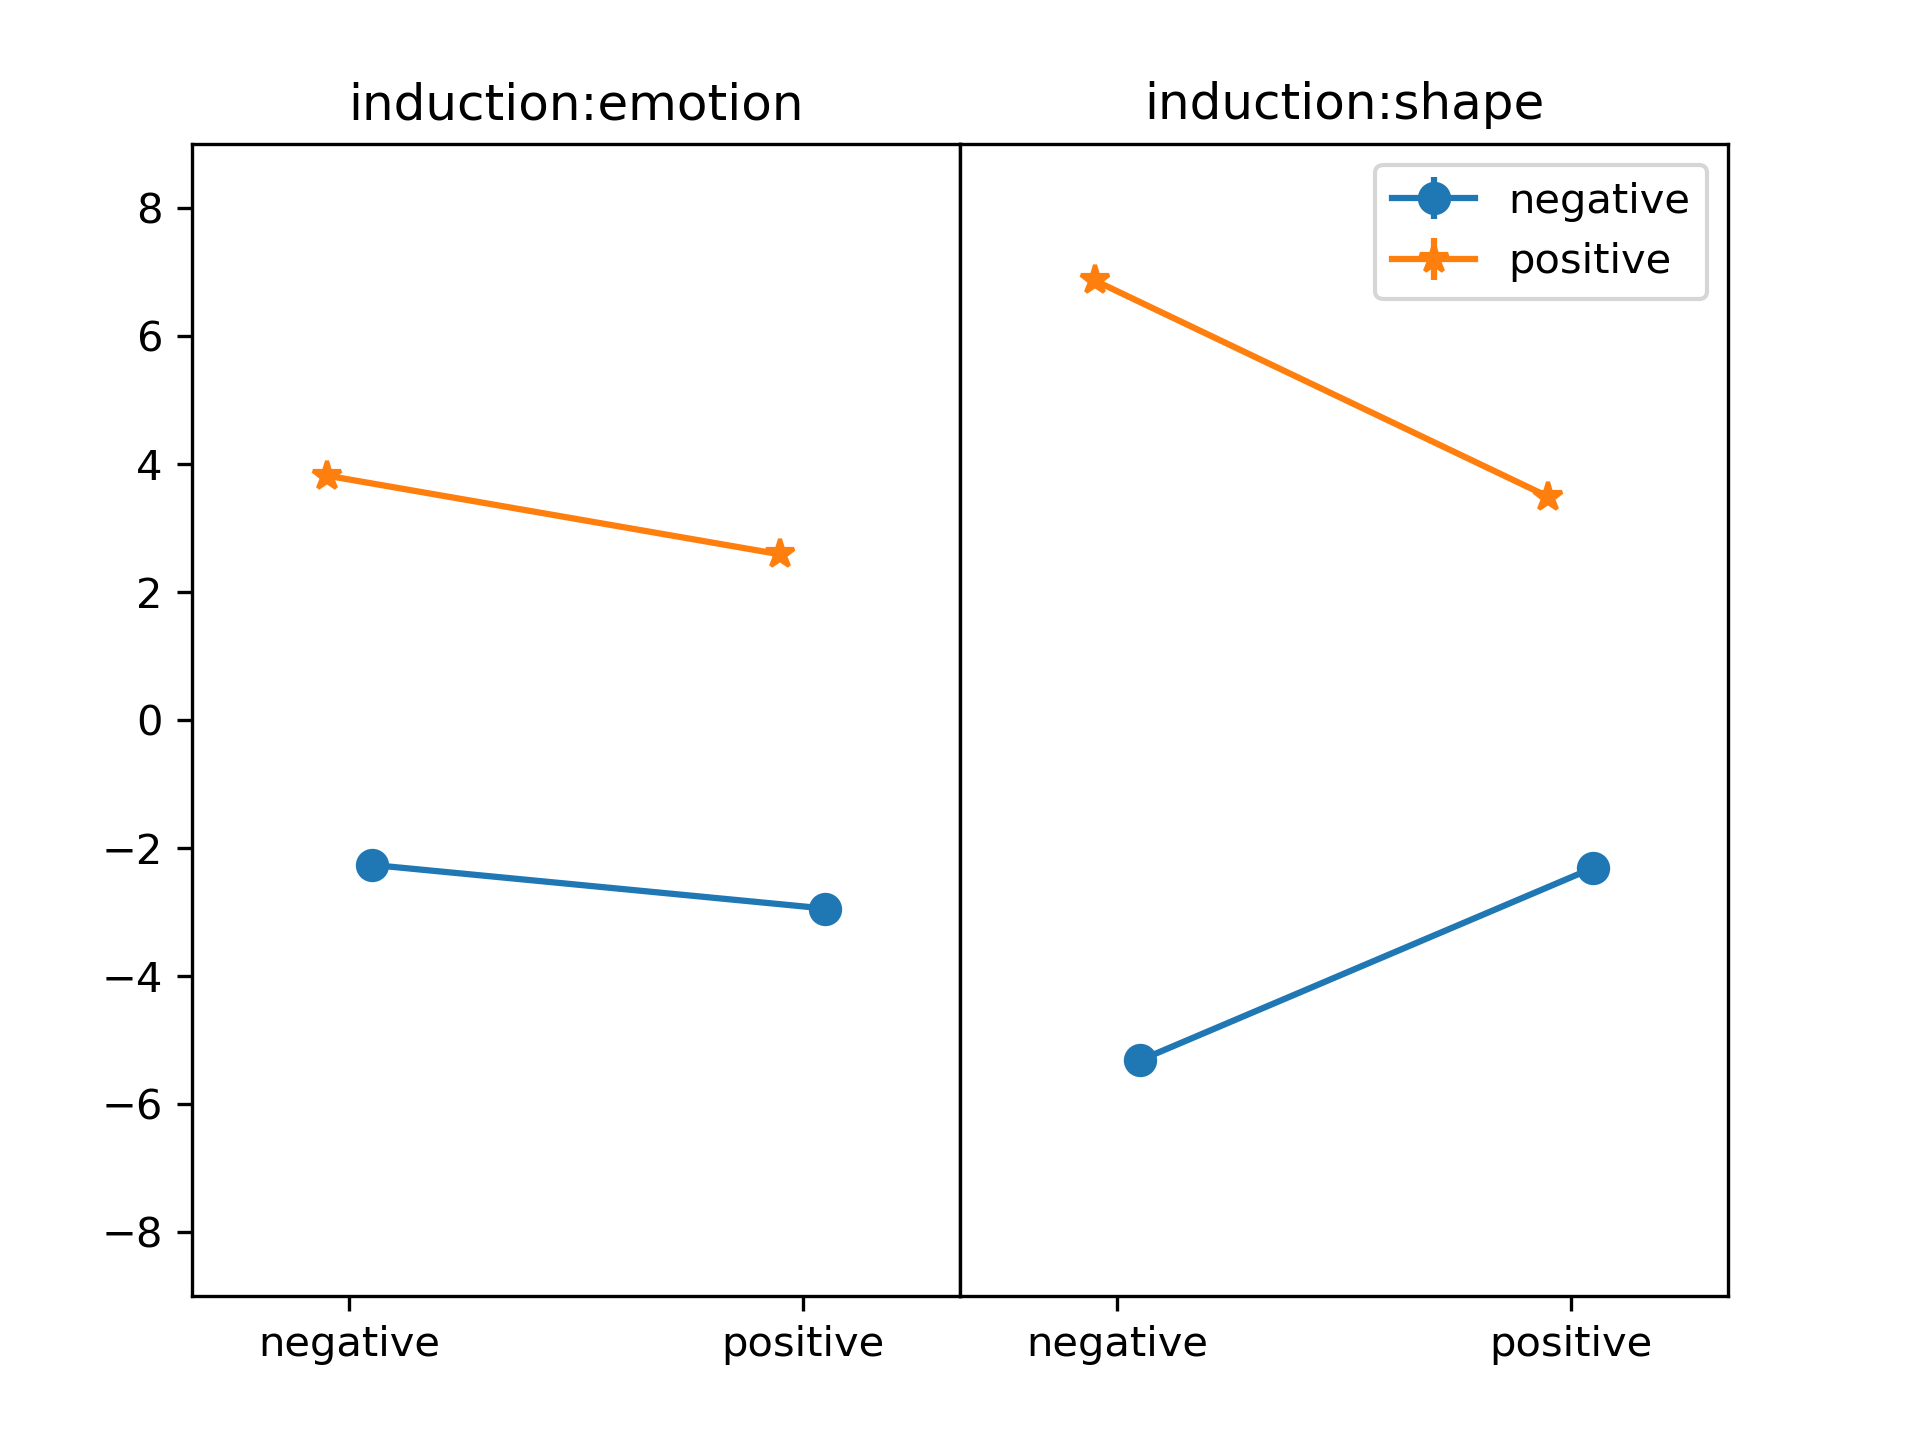 induction:emotion
induction:shape
negative
positive
8
6
4
2
0
−2
−4
−6
−8
negative
positive
negative
positive